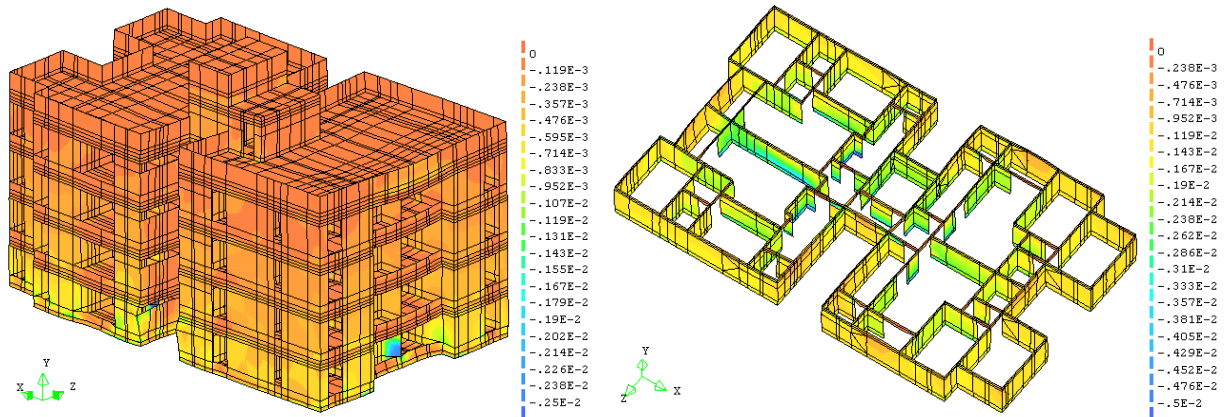 0
-.119E-3
-.238E-3
-.357E-3
-.476E-3
-.595E-3
-.714E-3
-.833E-3
-.952E-3
-.107E-2
-.119E-2
-.131E-2
-.143E-2
-.155E-2
-.167E-2
-.179E-2
-.19E-2
-.202E-2
-.214E-2
-.226E-2
-.238E-2
-.25E-2
Y
X Z
0
-.238E-3
-.476E-3
-.714E-3
-.952E-3
-.119E-2
-.143E-2
-.167E-2
-.19E-2
-.214E-2
-.238E-2
-.262E-2
-.286E-2
-.31E-2
-.333E-2
-.357E-2
-.381E-2
-.405E-2
-.429E-2
-.452E-2
-.476E-2
-.5E-2
Y
X
Z